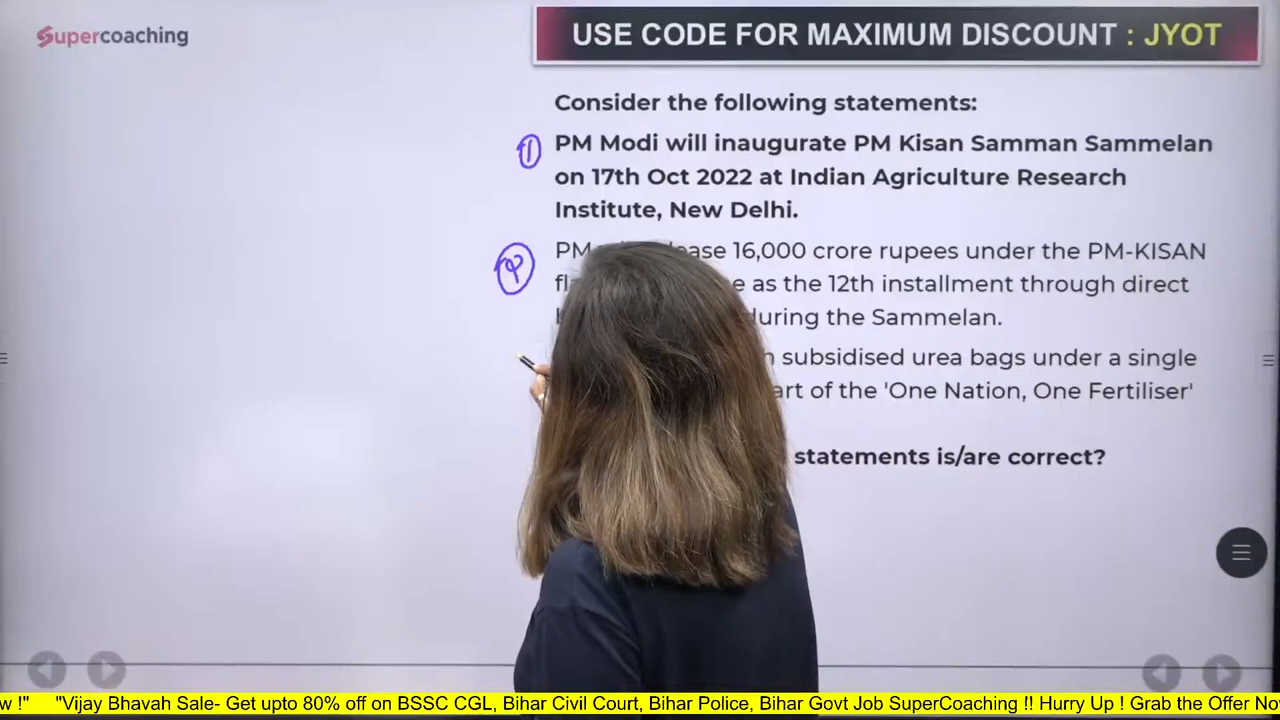 Supercoaching
USE CODE FOR MAXIMUM DISCOUNT : JYOT
Consider the following statements:
① PM Modi will inaugurate PM Kisan Samman Sammelan
on 17th Oct 2022 at Indian Agriculture Research
Institute, New Delhi.
② PM 16,000 crore rupees under the PM-KISAN
as the 12th installment through direct
during the Sammelan.
subsidised urea bags under a single
of the 'One Nation, One Fertiliser'
statements is/are correct?
!" "Vijay Bhavah Sale- Get upto 80% off on BSSC CGL, Bihar Civil Court, Bihar Police, Bihar Govt Job SuperCoaching !! Hurry Up ! Grab the Offer